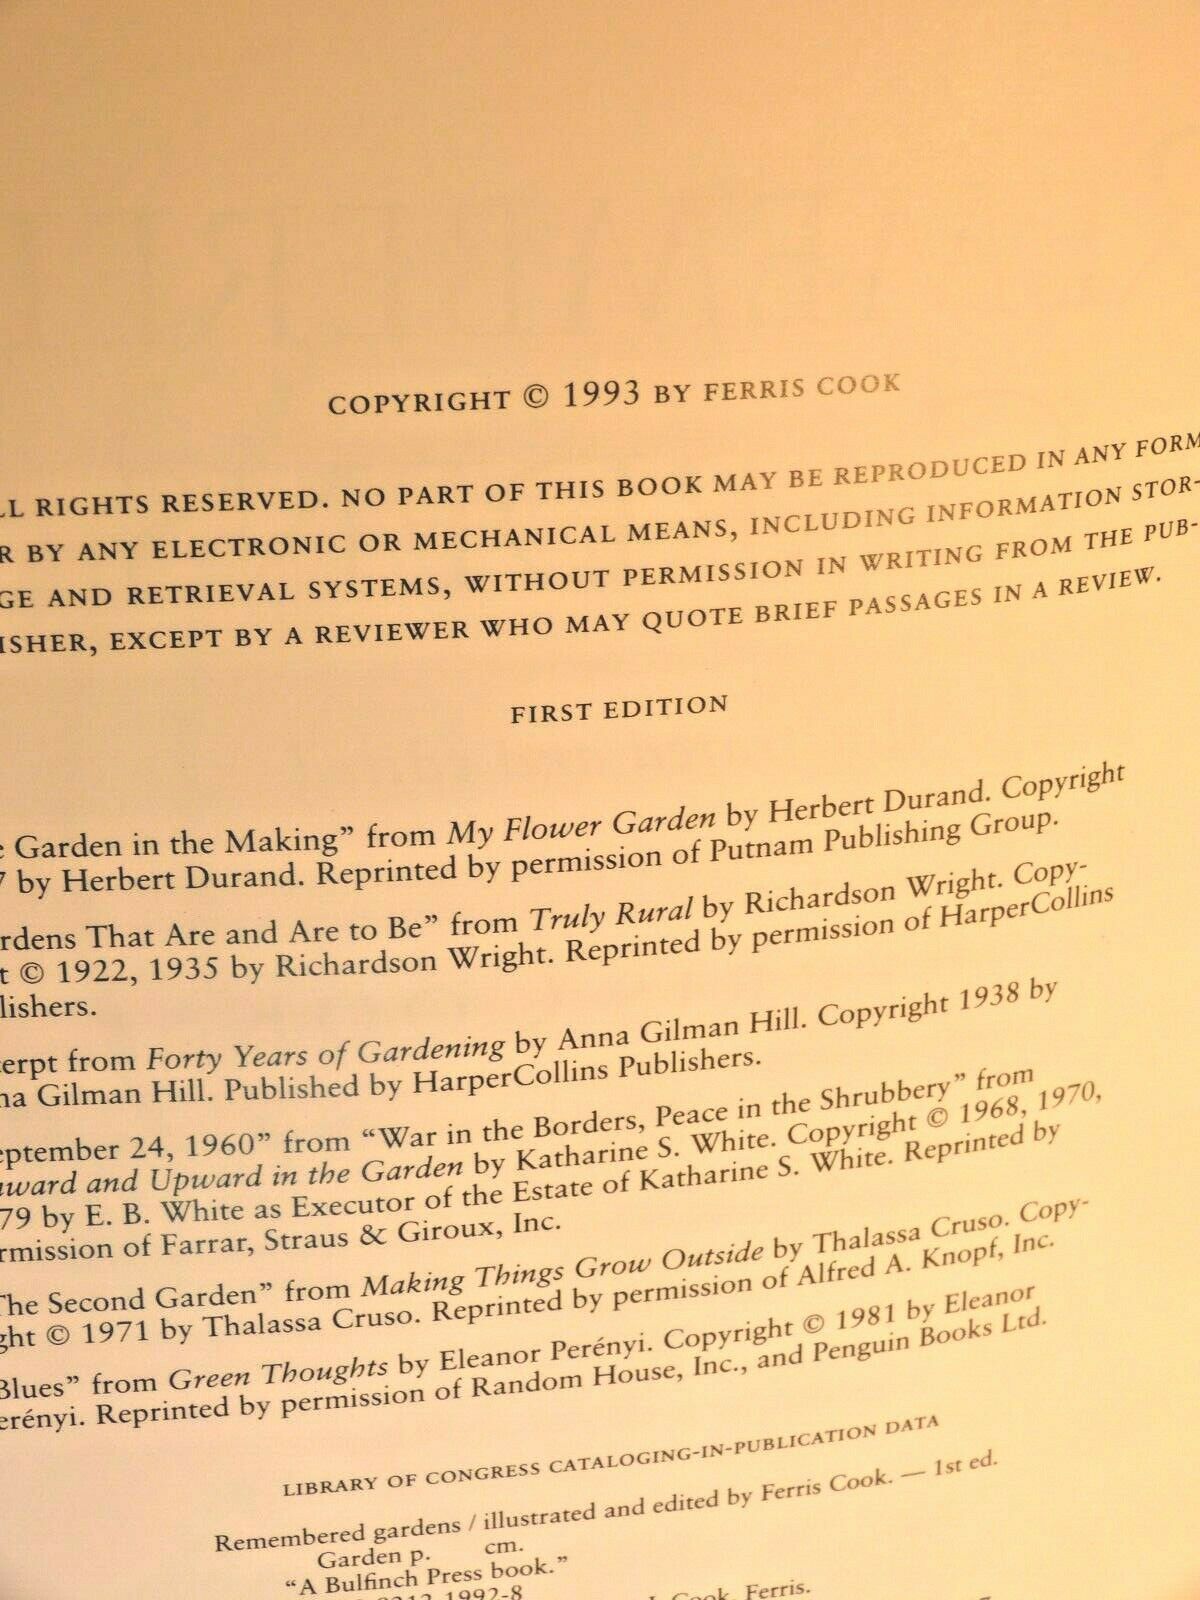 COPYRIGHT © 1993 BY FERRIS COOK
LL RIGHTS RESERVED. NO PART OF THIS BOOK MAY BE REPRODUCED IN ANY FORM
R BY ANY ELECTRONIC OR MECHANICAL MEANS, INCLUDING INFORMATION STOR-
GE AND RETRIEVAL SYSTEMS, WITHOUT PERMISSION IN WRITING FROM THE PUB-
ISHER, EXCEPT BY A REVIEWER WHO MAY QUOTE BRIEF PASSAGES IN A REVIEW.
FIRST EDITION
e Garden in the Making” from My Flower Garden by Herbert Durand. Copyright
7 by Herbert Durand. Reprinted by permission of Putnam Publishing Group.
rdens That Are and Are to Be” from Truly Rural by Richardson Wright. Copy-
t © 1922, 1935 by Richardson Wright. Reprinted by permission of HarperCollins
lishers.
cerpt from Forty Years of Gardening by Anna Gilman Hill. Copyright 1938 by
na Gilman Hill. Published by HarperCollins Publishers.
eptember 24, 1960” from “War in the Borders, Peace in the Shrubbery” from
ward and Upward in the Garden by Katharine S. White. Copyright © 1968, 1970,
79 by E. B. White as Executor of the Estate of Katharine S. White. Reprinted by
rmission of Farrar, Straus & Giroux, Inc.
The Second Garden” from Making Things Grow Outside by Thalassa Cruso. Copy-
ght © 1971 by Thalassa Cruso. Reprinted by permission of Alfred A. Knopf, Inc.
Blues” from Green Thoughts by Eleanor Perényi. Copyright © 1981 by Eleanor
erényi. Reprinted by permission of Random House, Inc., and Penguin Books Ltd.
LIBRARY OF CONGRESS CATALOGING-IN-PUBLICATION DATA
Remembered gardens / illustrated and edited by Ferris Cook. — 1st ed.
Garden p. cm.
“A Bulfinch Press book.”
8212-1992-8
I. Cook, Ferris.